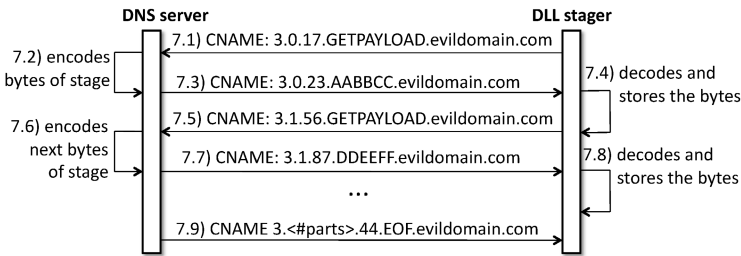 DNS server
DLL stager
7.1) CNAME: 3.0.17.GETPAYLOAD.evildomain.com
7.2) encodes
bytes of stage
7.3) CNAME: 3.0.23.AABBCC.evildomain.com
7.4) decodes and
stores the bytes
7.5) CNAME: 3.1.56.GETPAYLOAD.evildomain.com
7.6) encodes
next bytes
of stage
7.7) CNAME: 3.1.87.DDEEFF.evildomain.com
7.8) decodes and
stores the bytes
...
7.9) CNAME 3.<#parts>.44.EOF.evildomain.com